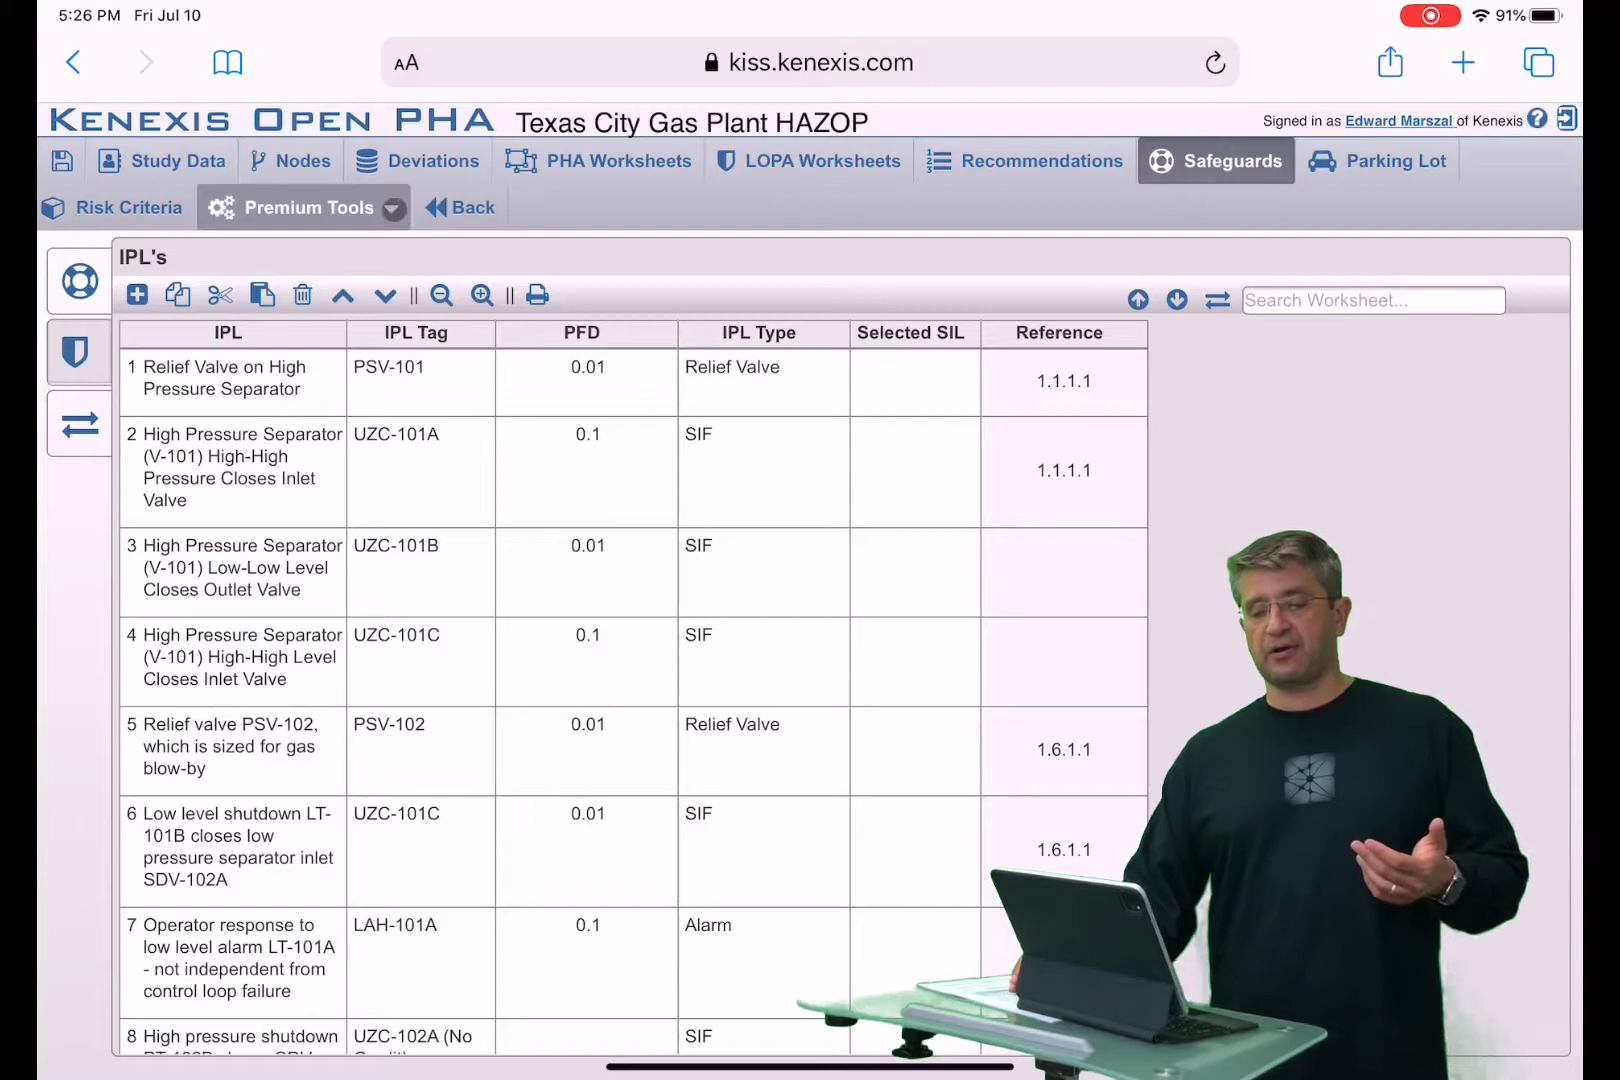 5:26 PM Fri Jul 10
91%
AA
kiss.kenexis.com
KENEXIS OPEN PHA Texas City Gas Plant HAZOP
Signed in as Edward Marszal of Kenexis
Study Data
Nodes
Deviations
PHA Worksheets
LOPA Worksheets
Recommendations
Safeguards
Parking Lot
Risk Criteria
Premium Tools
Back
IPL's
Search Worksheet...
IPL
IPL Tag
PFD
IPL Type
Selected SIL
Reference
1 Relief Valve on High
Pressure Separator
PSV-101
0.01
Relief Valve
1.1.1.1
2 High Pressure Separator
(V-101) High-High
Pressure Closes Inlet
Valve
UZC-101A
0.1
SIF
1.1.1.1
3 High Pressure Separator
(V-101) Low-Low Level
Closes Outlet Valve
UZC-101B
0.01
SIF
4 High Pressure Separator
(V-101) High-High Level
Closes Inlet Valve
UZC-101C
0.1
SIF
5 Relief valve PSV-102,
which is sized for gas
blow-by
PSV-102
0.01
Relief Valve
1.6.1.1
6 Low level shutdown LT-
101B closes low
pressure separator inlet
SDV-102A
UZC-101C
0.01
SIF
1.6.1.1
7 Operator response to
low level alarm LT-101A
- not independent from
control loop failure
LAH-101A
0.1
Alarm
8 High pressure shutdown
UZC-102A (No
SIF